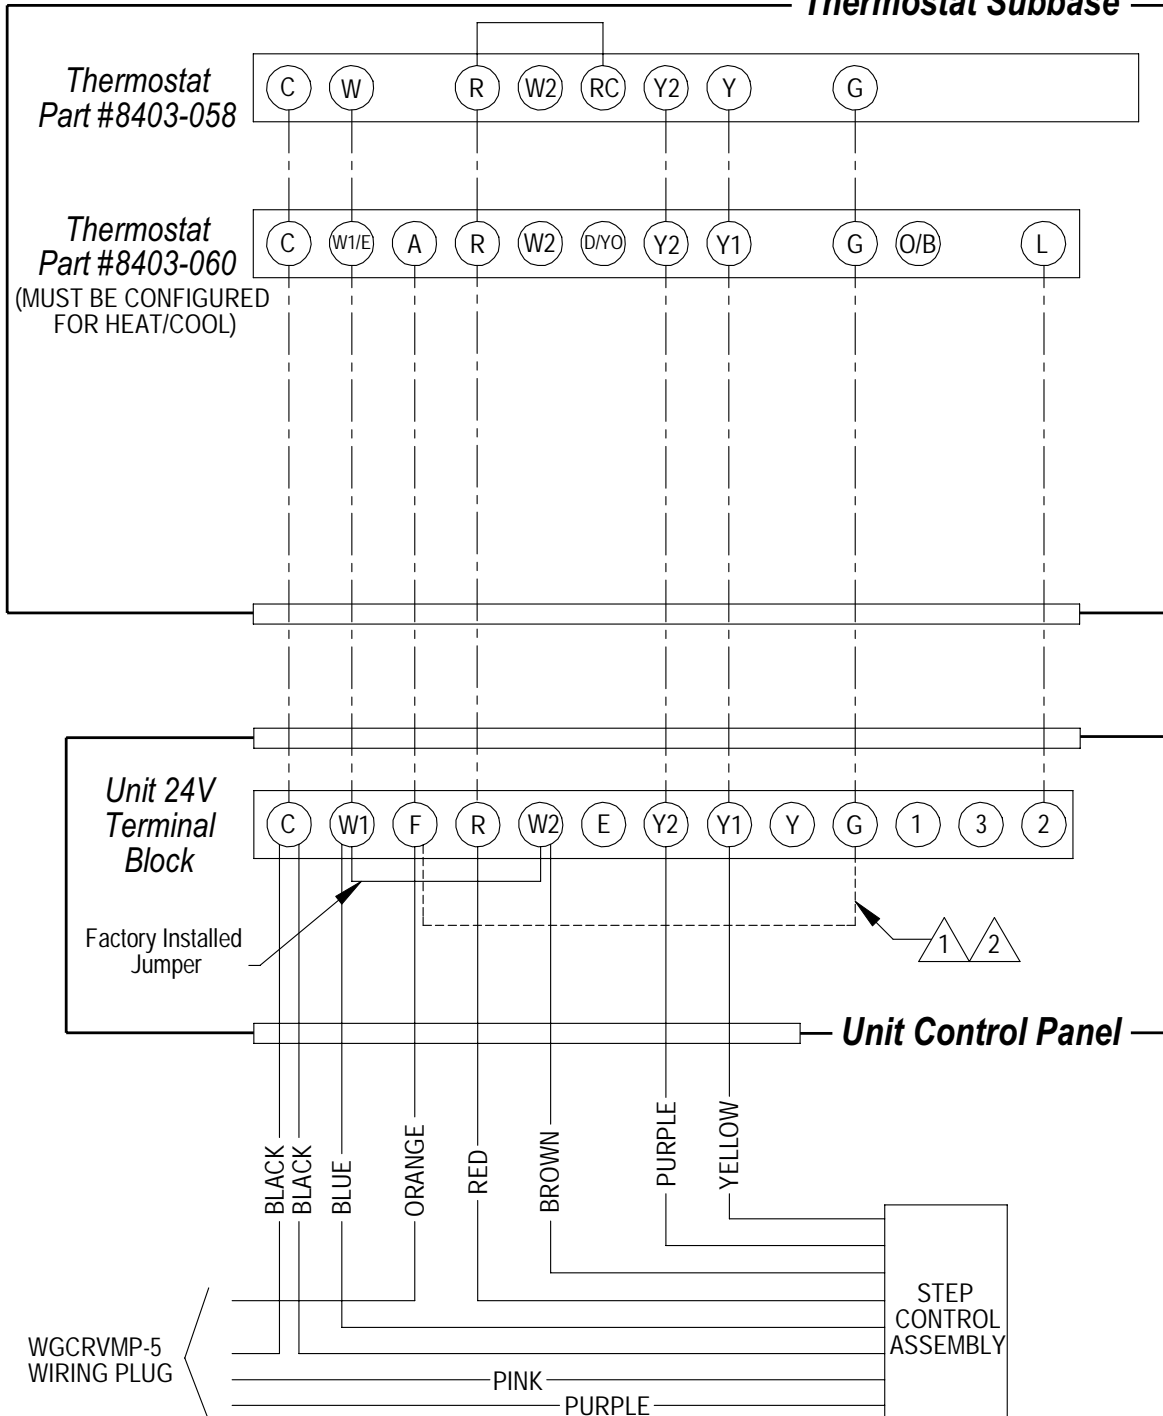 Thermostat Subbase
Thermostat
Part #8403-058
C W R W2 RC Y2 Y G
Thermostat
Part #8403-060
(MUST BE CONFIGURED
FOR HEAT/COOL)
C W1/E A R W2 D/YO Y2 Y1 G O/B L
Unit 24V
Terminal
Block
C W1 F R W2 E Y2 Y1 Y G 1 3 2
Factory Installed
Jumper
1 2
Unit Control Panel
BLACK
BLACK
BLUE
ORANGE
RED
BROWN
PURPLE
YELLOW
STEP
CONTROL
ASSEMBLY
WGCRVMP-5
WIRING PLUG
PINK
PURPLE